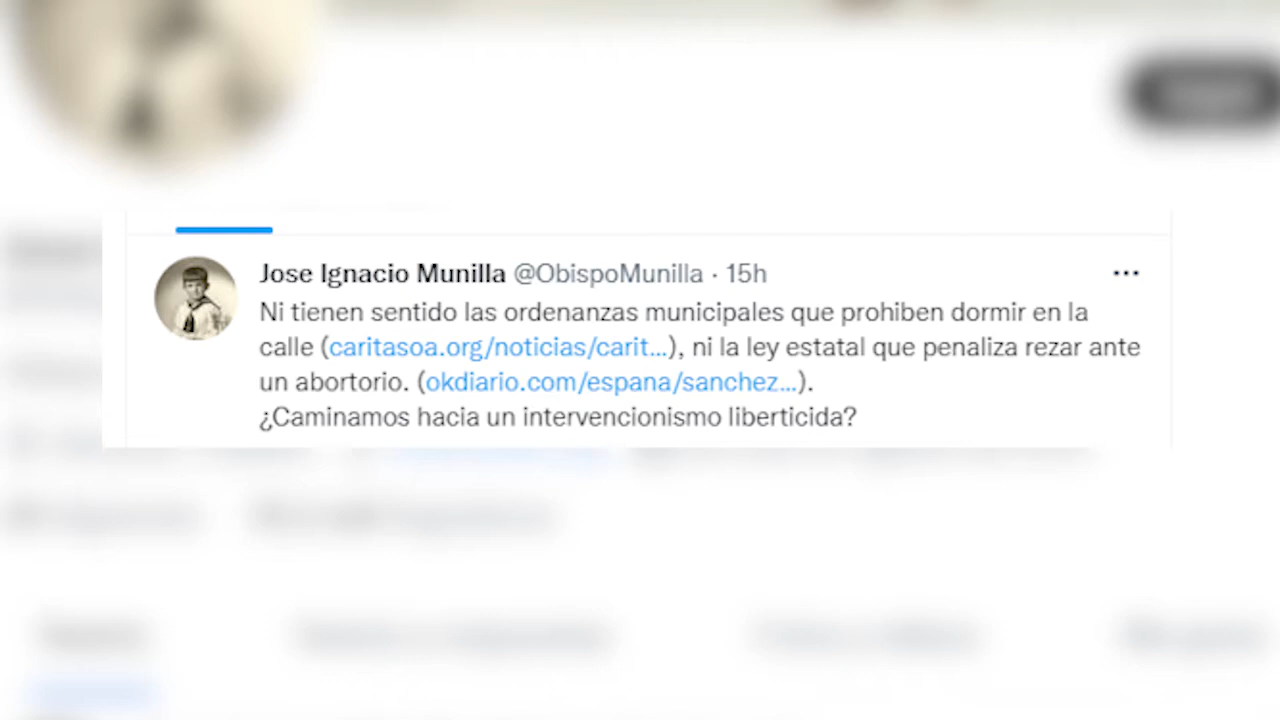 Jose Ignacio Munilla @ObispoMunilla · 15h
Ni tienen sentido las ordenanzas municipales que prohiben dormir en la
calle (caritasoa.org/noticias/carit...), ni la ley estatal que penaliza rezar ante
un abortorio. (okdiario.com/espana/sanchez...).
¿Caminamos hacia un intervencionismo liberticida?